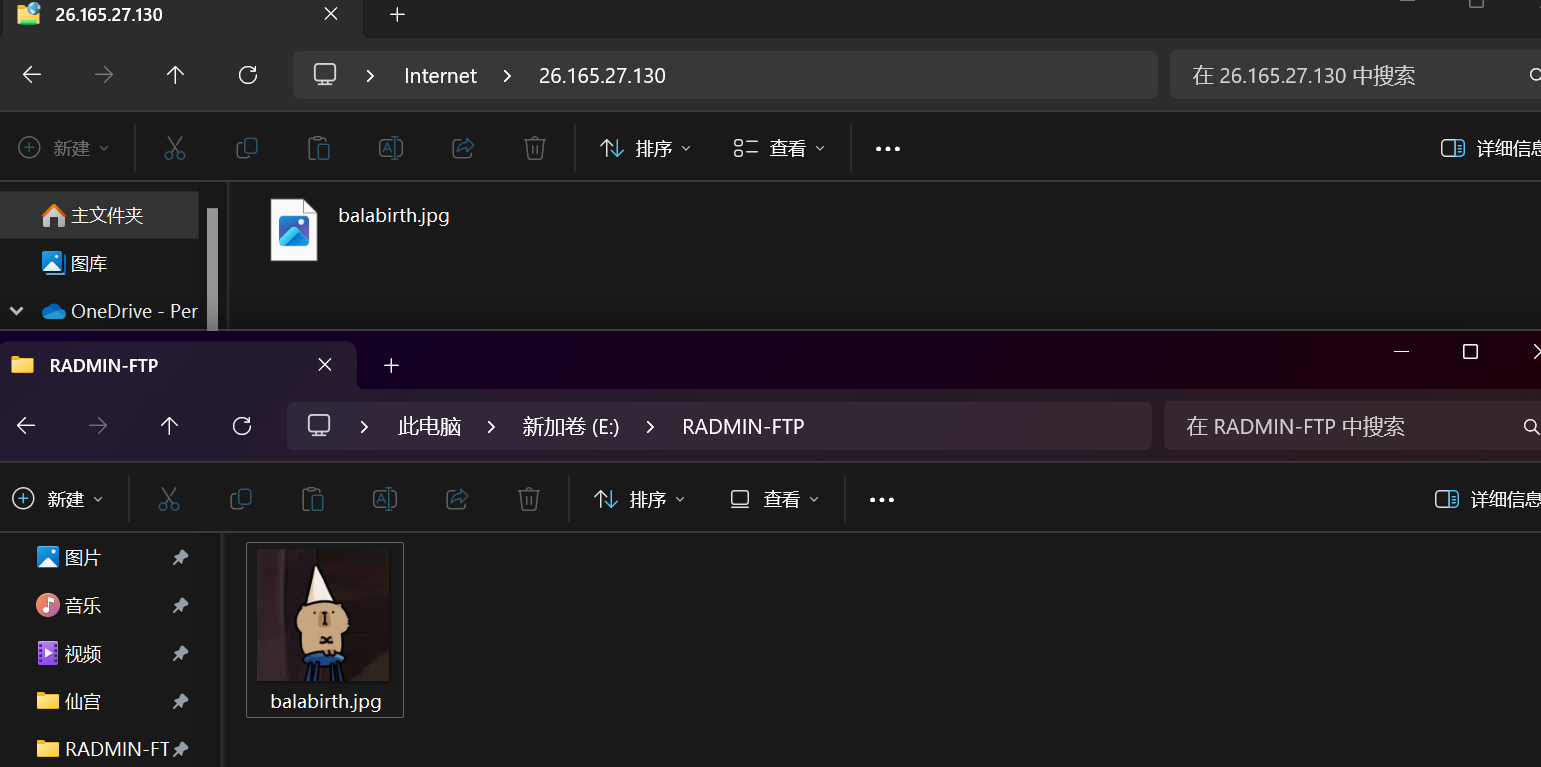 26.165.27.130
Internet 26.165.27.130
在 26.165.27.130 中搜索
新建 排序 查看 详细信息
主文件夹
balabirth.jpg
图库
OneDrive - Per
RADMIN-FTP
此电脑 新加卷 (E:) RADMIN-FTP
在 RADMIN-FTP 中搜索
新建 排序 查看 详细信息
图片
音乐
视频
仙宫
RADMIN-FT
balabirth.jpg